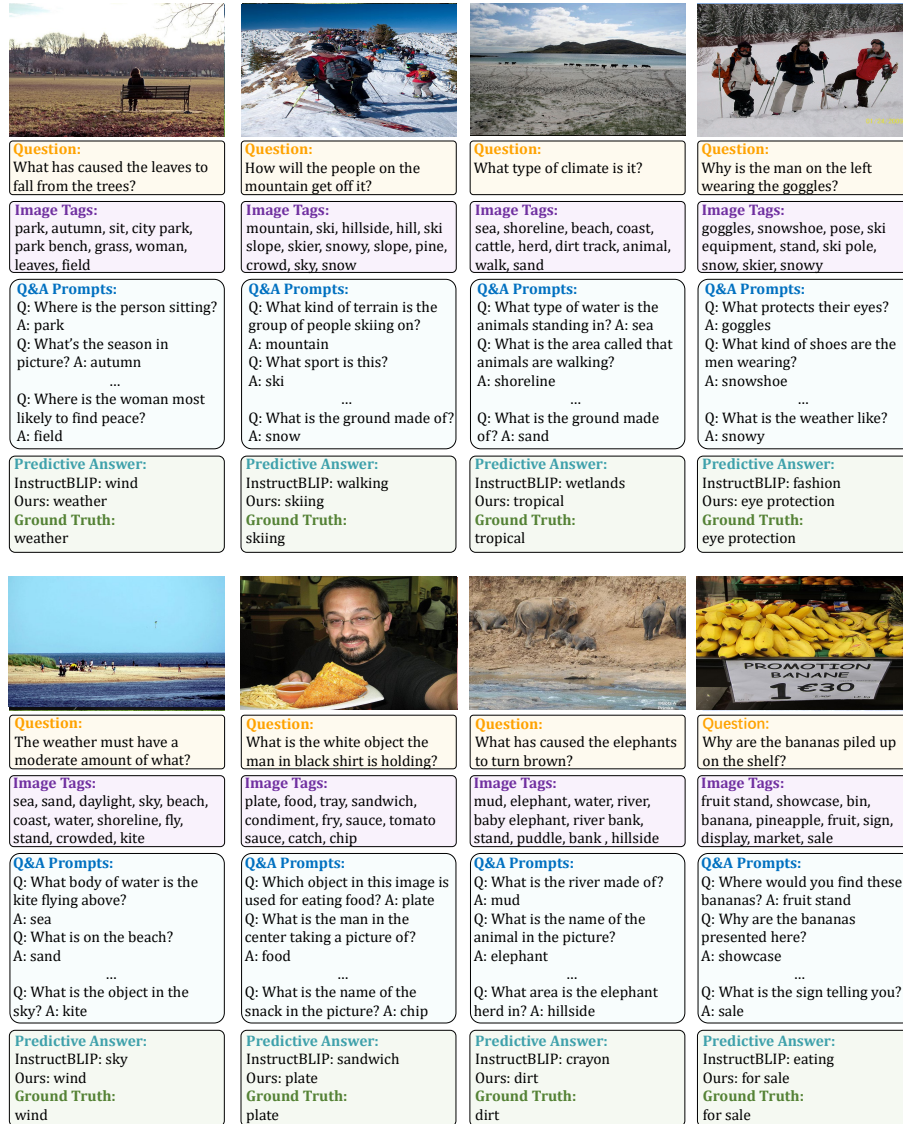 Question:
What has caused the leaves to
fall from the trees?
Image Tags:
park, autumn, sit, city park,
park bench, grass, woman,
leaves, field
Q&A Prompts:
Q: Where is the person sitting?
A: park
Q: What's the season in
picture? A: autumn
...
Q: Where is the woman most
likely to find peace?
A: field
Predictive Answer:
InstructBLIP: wind
Ours: weather
Ground Truth:
weather
Question:
How will the people on the
mountain get off it?
Image Tags:
mountain, ski, hillside, hill, ski
slope, skier, snowy, slope, pine,
crowd, sky, snow
Q&A Prompts:
Q: What kind of terrain is the
group of people skiing on?
A: mountain
Q: What sport is this?
A: ski
...
Q: What is the ground made of?
A: snow
Predictive Answer:
InstructBLIP: walking
Ours: skiing
Ground Truth:
skiing
Question:
What type of climate is it?
Image Tags:
sea, shoreline, beach, coast,
cattle, herd, dirt track, animal,
walk, sand
Q&A Prompts:
Q: What type of water is the
animals standing in? A: sea
Q: What is the area called that
animals are walking?
A: shoreline
...
Q: What is the ground made
of? A: sand
Predictive Answer:
InstructBLIP: wetlands
Ours: tropical
Ground Truth:
tropical
Question:
Why is the man on the left
wearing the goggles?
Image Tags:
goggles, snowshoe, pose, ski
equipment, stand, ski pole,
snow, skier, snowy
Q&A Prompts:
Q: What protects their eyes?
A: goggles
Q: What kind of shoes are the
men wearing?
A: snowshoe
...
Q: What is the weather like?
A: snowy
Predictive Answer:
InstructBLIP: fashion
Ours: eye protection
Ground Truth:
eye protection
Question:
The weather must have a
moderate amount of what?
Image Tags:
sea, sand, daylight, sky, beach,
coast, water, shoreline, fly,
stand, crowded, kite
Q&A Prompts:
Q: What body of water is the
kite flying above?
A: sea
Q: What is on the beach?
A: sand
...
Q: What is the object in the
sky? A: kite
Predictive Answer:
InstructBLIP: sky
Ours: wind
Ground Truth:
wind
Question:
What is the white object the
man in black shirt is holding?
Image Tags:
plate, food, tray, sandwich,
condiment, fry, sauce, tomato
sauce, catch, chip
Q&A Prompts:
Q: Which object in this image is
used for eating food? A: plate
Q: What is the man in the
center taking a picture of?
A: food
...
Q: What is the name of the
snack in the picture? A: chip
Predictive Answer:
InstructBLIP: sandwich
Ours: plate
Ground Truth:
plate
Question:
What has caused the elephants
to turn brown?
Image Tags:
mud, elephant, water, river,
baby elephant, river bank,
stand, puddle, bank , hillside
Q&A Prompts:
Q: What is the river made of?
A: mud
Q: What is the name of the
animal in the picture?
A: elephant
...
Q: What area is the elephant
herd in? A: hillside
Predictive Answer:
InstructBLIP: crayon
Ours: dirt
Ground Truth:
dirt
PROMOTION
BANANE
1 €30
Question:
Why are the bananas piled up
on the shelf?
Image Tags:
fruit stand, showcase, bin,
banana, pineapple, fruit, sign,
display, market, sale
Q&A Prompts:
Q: Where would you find these
bananas? A: fruit stand
Q: Why are the bananas
presented here?
A: showcase
...
Q: What is the sign telling you?
A: sale
Predictive Answer:
InstructBLIP: eating
Ours: for sale
Ground Truth:
for sale